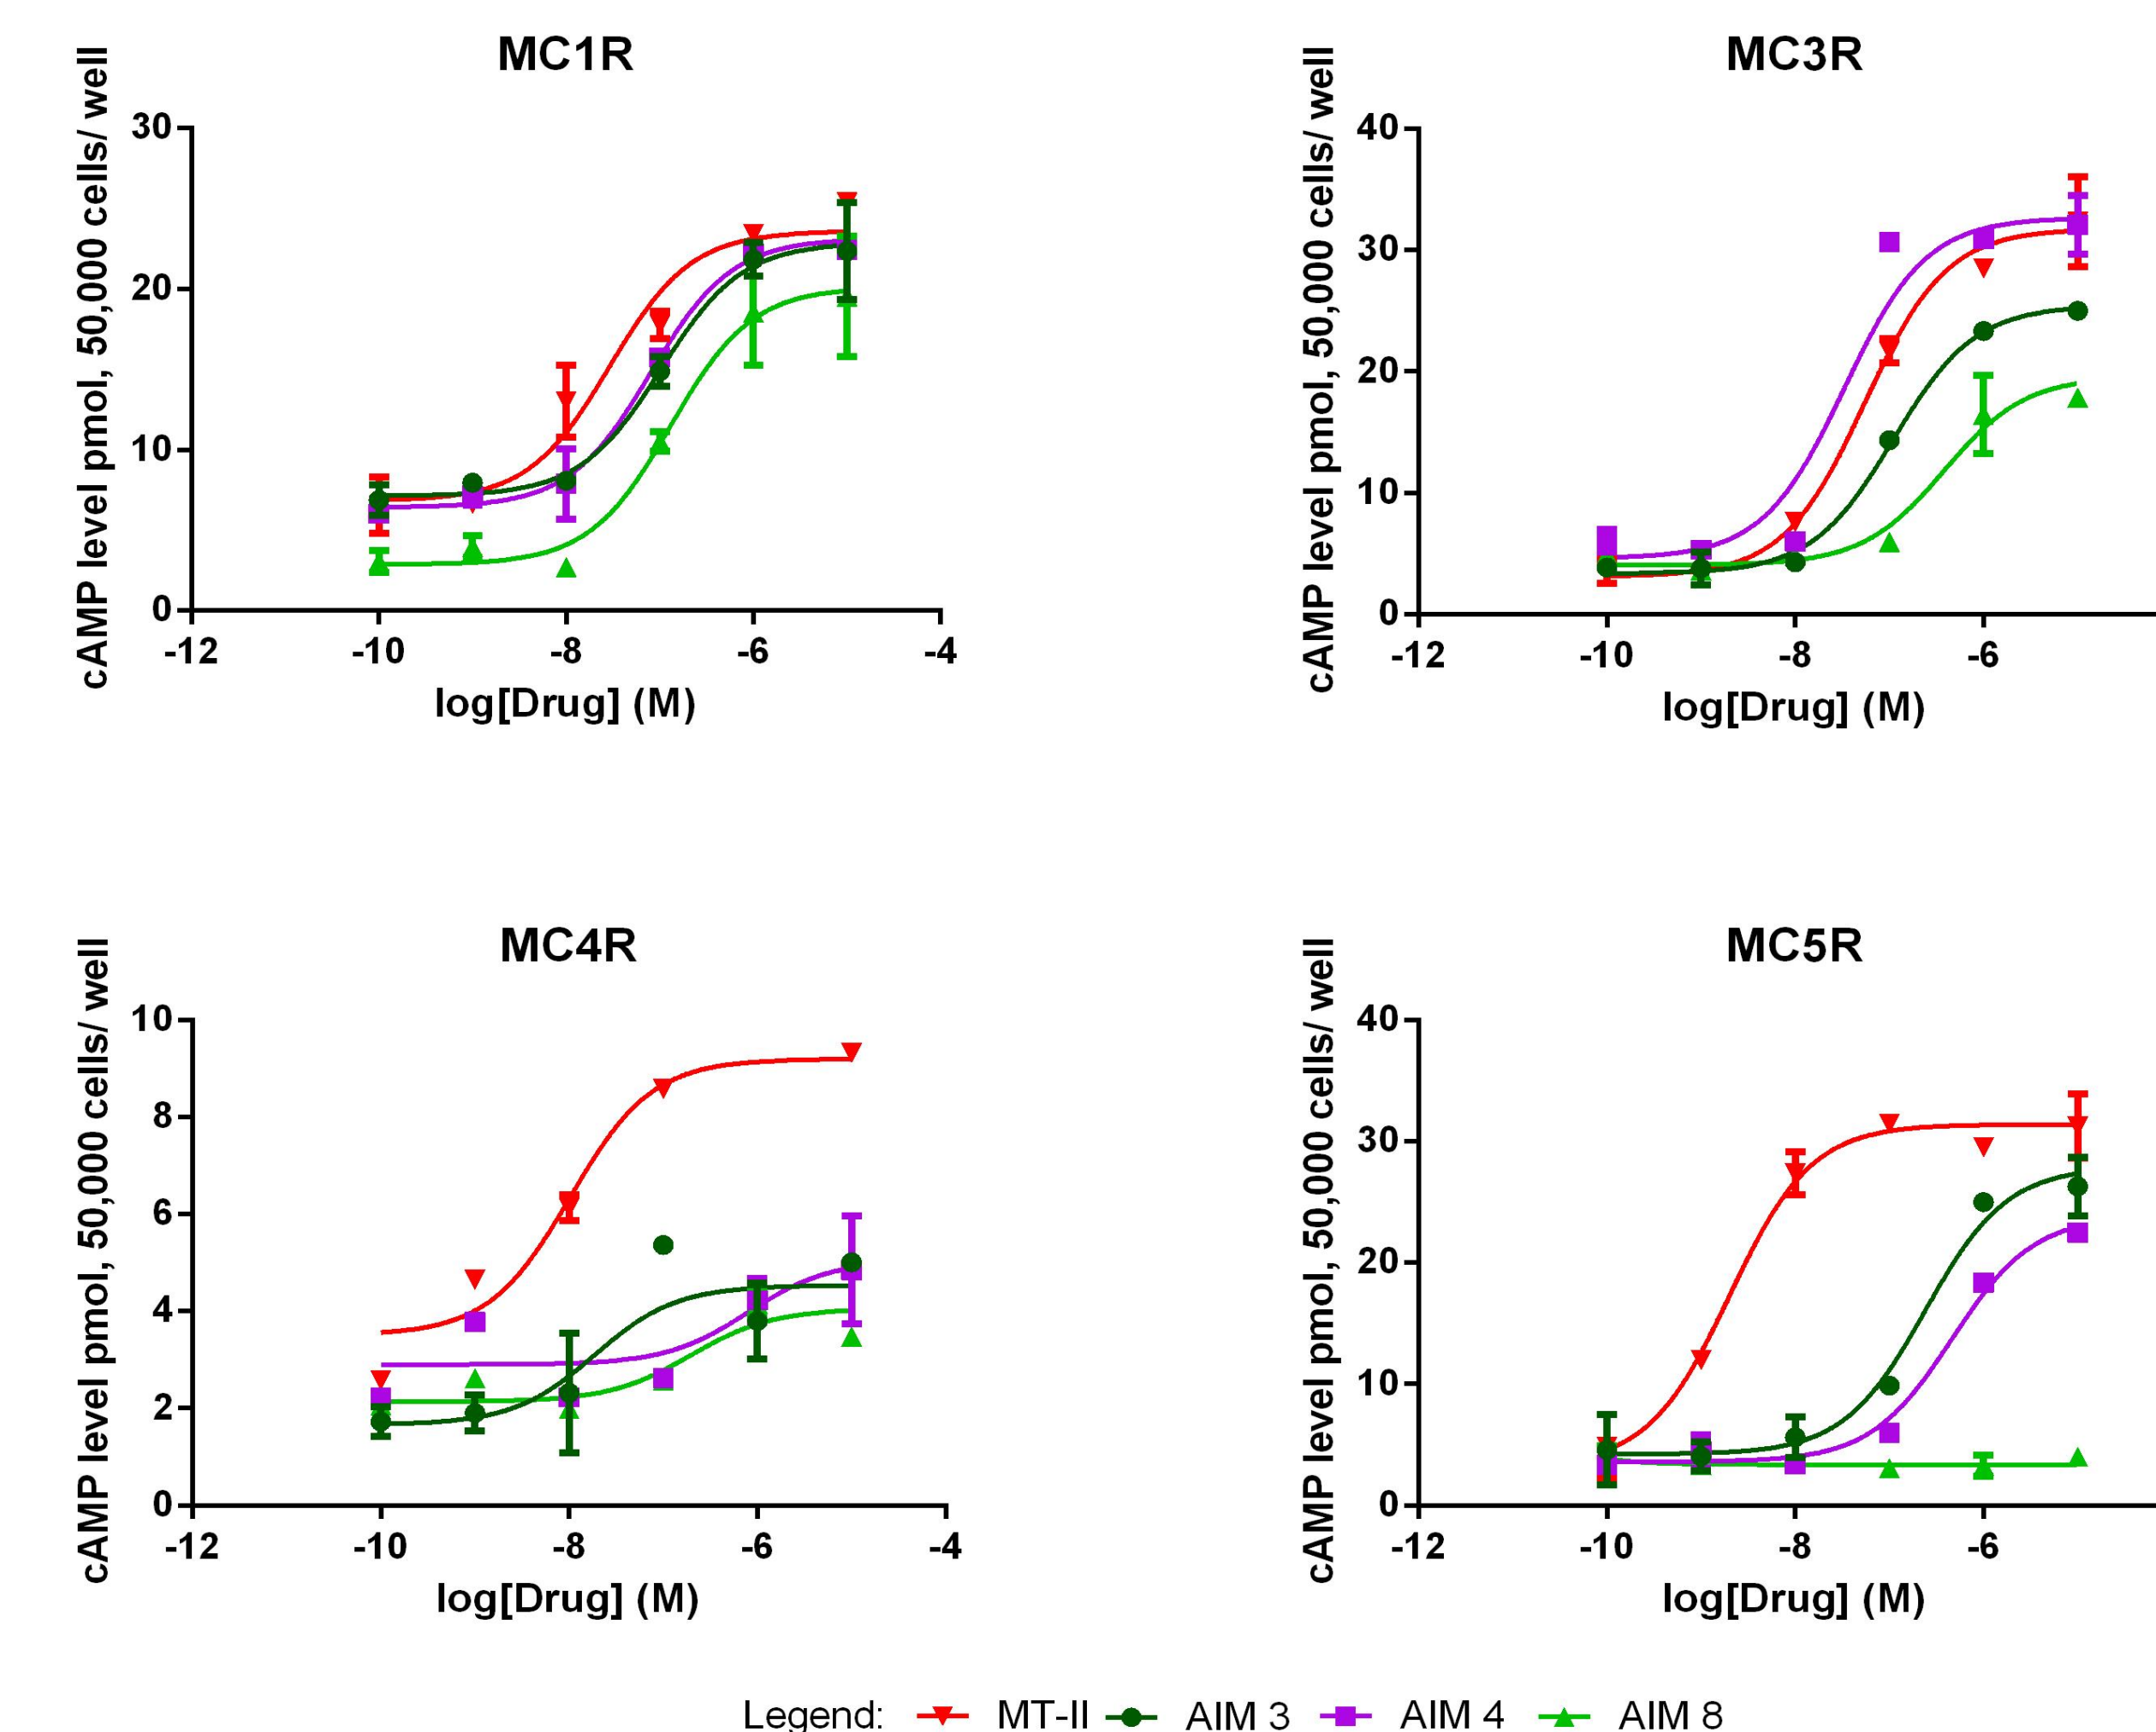 MC1R
cAMP level pmol, 50,000 cells/ well
30
20
10
0
-12 -10 -8 -6 -4
log[Drug] (M)
MC3R
cAMP level pmol, 50,000 cells/ well
40
30
20
10
0
-12 -10 -8 -6
log[Drug] (M)
MC4R
cAMP level pmol, 50,000 cells/ well
10
8
6
4
2
0
-12 -10 -8 -6 -4
log[Drug] (M)
MC5R
cAMP level pmol, 50,000 cells/ well
40
30
20
10
0
-12 -10 -8 -6
log[Drug] (M)
Legend: MT-II AIM 3 AIM 4 AIM 8